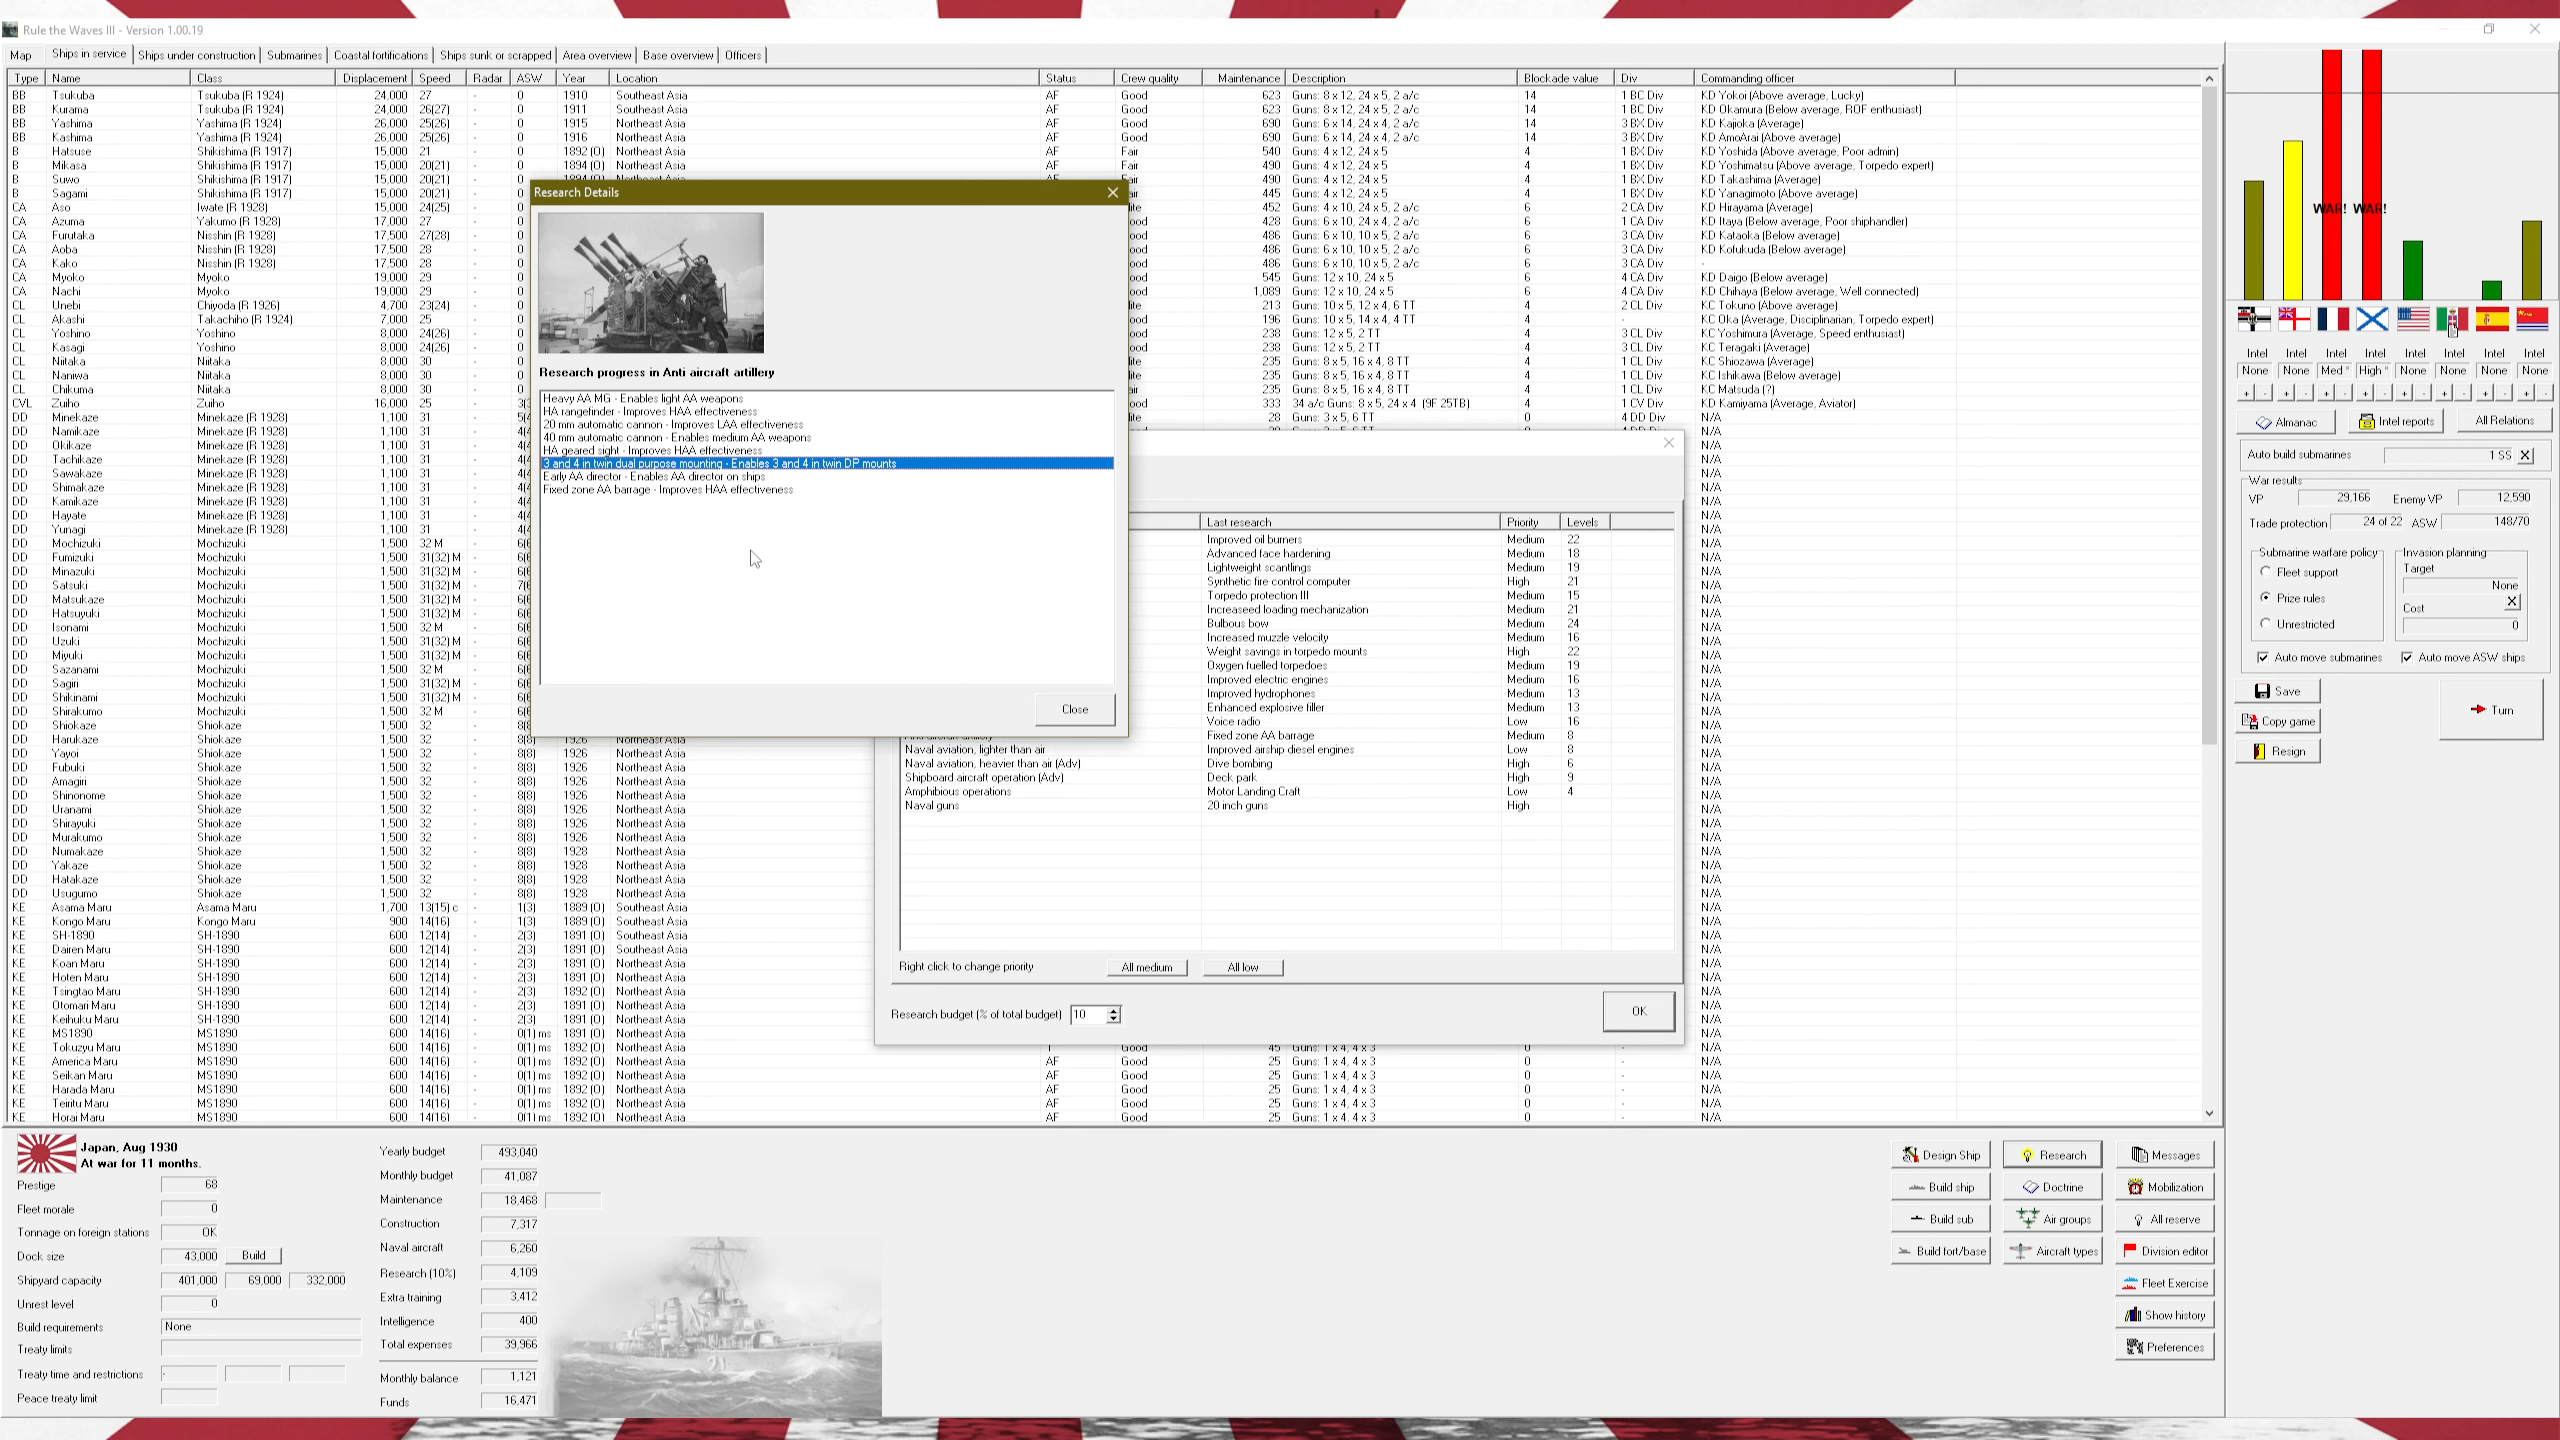 Rule the Waves III - Version 1.00.19
Map Ships in service Ships under construction Submarines Coastal fortifications Ships sunk or scrapped Area overview Base overview Officers
Type Name Class Displacement Speed Radar ASW Year Location Status Crew quality Maintenance Description Blockade value Div Commanding officer
BB Tsukuba Tsukuba (R 1924) 24,000 27 - 0 1910 Southeast Asia AF Good 623 Guns: 8 x 12, 24 x 5, 2 a/c 14 1 BC Div KD Yokoi (Above average, Lucky)
BB Kurama Tsukuba (R 1924) 24,000 26(27) - 0 1911 Southeast Asia AF Good 623 Guns: 8 x 12, 24 x 5, 2 a/c 14 1 BC Div KD Okamura (Below average, ROF enthusiast)
BB Yashima Yashima (R 1924) 26,000 25(26) - 0 1915 Northeast Asia AF Good 690 Guns: 6 x 14, 24 x 4, 2 a/c 14 3 BX Div KD Kajioka (Average)
BB Kashima Yashima (R 1924) 26,000 25(26) - 0 1916 Northeast Asia AF Good 690 Guns: 6 x 14, 24 x 4, 2 a/c 14 3 BX Div KD AmoArai (Above average)
B Hatsuse Shikishima (R 1917) 15,000 21 - 0 1892 (O) Northeast Asia AF Fair 540 Guns: 4 x 12, 24 x 5 4 1 BX Div KD Yoshida (Above average, Poor admin)
B Mikasa Shikishima (R 1917) 15,000 20(21) - 0 1894 (O) Northeast Asia AF Fair 490 Guns: 4 x 12, 24 x 5 4 1 BX Div KD Yoshimatsu (Above average, Torpedo expert)
B Suwo Shikishima (R 1917) 15,000 20(21) 490 Guns: 4 x 12, 24 x 5 4 1 BX Div KD Takashima (Average)
B Sagami Shikishima (R 1917) 15,000 20(21) - 0 445 Guns: 4 x 12, 24 x 5 4 1 BX Div KD Yanagimoto (Above average)
CA Aso Iwate (R 1928) 15,000 24(25) - 0 452 Guns: 4 x 10, 24 x 5, 2 a/c 6 2 CA Div KD Hirayama (Average)
CA Azuma Yakumo (R 1928) 17,000 27 - 0 428 Guns: 6 x 10, 24 x 4, 2 a/c 6 1 CA Div KD Itaya (Below average, Poor shiphandler)
CA Furutaka Nisshin (R 1928) 17,500 27(28) - 0 486 Guns: 6 x 10, 10 x 5, 2 a/c 6 3 CA Div KD Kataoka (Below average)
CA Aoba Nisshin (R 1928) 17,500 28 - 0 486 Guns: 6 x 10, 10 x 5, 2 a/c 6 3 CA Div KD Kofukuda (Below average)
CA Kako Nisshin (R 1928) 17,500 28 - 0 486 Guns: 6 x 10, 10 x 5, 2 a/c 6 3 CA Div -
CA Myoko Myoko 19,000 29 - 0 545 Guns: 12 x 10, 24 x 5 6 4 CA Div KD Daigo (Below average)
CA Nachi Myoko 19,000 29 - 0 1,089 Guns: 12 x 10, 24 x 5 6 4 CA Div KD Chihaya (Below average, Well connected)
CL Unebi Chiyoda (R 1926) 4,700 23(24) - 0 213 Guns: 10 x 5, 12 x 4, 6 TT 4 2 CL Div KC Tokuno (Above average)
CL Akashi Takachiho (R 1924) 7,000 25 - 0 196 Guns: 10 x 5, 14 x 4, 4 TT 4 - KC Oka (Average, Disciplinarian, Torpedo expert)
CL Yoshino Yoshino 8,000 24(26) - 0 238 Guns: 12 x 5, 2 TT 4 3 CL Div KC Yoshimura (Average, Speed enthusiast)
CL Kasagi Yoshino 8,000 24(26) - 0 238 Guns: 12 x 5, 2 TT 4 3 CL Div KC Teragaki (Average)
CL Niitaka Niitaka 8,000 30 - 0 235 Guns: 8 x 5, 16 x 4, 8 TT 4 1 CL Div KC Shiozawa (Average)
CL Naniwa Niitaka 8,000 30 - 0 235 Guns: 8 x 5, 16 x 4, 8 TT 4 1 CL Div KC Ishikawa (Below average)
CL Chikuma Niitaka 8,000 30 - 0 235 Guns: 8 x 5, 16 x 4, 8 TT 4 1 CL Div KC Matsuda (?)
CVL Zuiho Zuiho 16,000 25 - 333 34 a/c Guns: 8 x 5, 24 x 4 (9F 25TB) 4 1 CV Div KD Kamiyama (Average, Aviator)
DD Minekaze Minekaze (R 1928) 1,100 31 - 28 Guns: 3 x 5, 6 TT 0 4 DD Div N/A
DD Namikaze Minekaze (R 1928) 1,100 31 - N/A
DD Okikaze Minekaze (R 1928) 1,100 31 - N/A
DD Tachikaze Minekaze (R 1928) 1,100 31 - N/A
DD Sawakaze Minekaze (R 1928) 1,100 31 - N/A
DD Shimakaze Minekaze (R 1928) 1,100 31 - N/A
DD Kamikaze Minekaze (R 1928) 1,100 31 - N/A
DD Hayate Minekaze (R 1928) 1,100 31 - N/A
DD Yunagi Minekaze (R 1928) 1,100 31 - N/A
DD Mochizuki Mochizuki 1,500 32 M - N/A
DD Fumizuki Mochizuki 1,500 31(32) M - N/A
DD Minazuki Mochizuki 1,500 31(32) M - N/A
DD Satsuki Mochizuki 1,500 31(32) M - N/A
DD Matsukaze Mochizuki 1,500 31(32) M - N/A
DD Hatsuyuki Mochizuki 1,500 31(32) M - N/A
DD Isonami Mochizuki 1,500 32 M - N/A
DD Uzuki Mochizuki 1,500 31(32) M - N/A
DD Miyuki Mochizuki 1,500 31(32) M - N/A
DD Sazanami Mochizuki 1,500 32 M - N/A
DD Sagiri Mochizuki 1,500 31(32) M - N/A
DD Shikinami Mochizuki 1,500 31(32) M - N/A
DD Shirakumo Mochizuki 1,500 32 M - N/A
DD Shiokaze Shiokaze 1,500 32 - N/A
DD Harukaze Shiokaze 1,500 32 - 8(8) 1926 Northeast Asia N/A
DD Yayoi Shiokaze 1,500 32 - 8(8) 1926 Northeast Asia N/A
DD Fubuki Shiokaze 1,500 32 - 8(8) 1926 Northeast Asia N/A
DD Amagiri Shiokaze 1,500 32 - 8(8) 1926 Northeast Asia N/A
DD Shinonome Shiokaze 1,500 32 - 8(8) 1926 Northeast Asia N/A
DD Uranami Shiokaze 1,500 32 - 8(8) 1926 Northeast Asia N/A
DD Shirayuki Shiokaze 1,500 32 - 8(8) 1926 Northeast Asia N/A
DD Murakumo Shiokaze 1,500 32 - 8(8) 1926 Northeast Asia N/A
DD Numakaze Shiokaze 1,500 32 - 8(8) 1928 Northeast Asia N/A
DD Yakaze Shiokaze 1,500 32 - 8(8) 1928 Northeast Asia N/A
DD Hatakaze Shiokaze 1,500 32 - 8(8) 1928 Northeast Asia N/A
DD Usugumo Shiokaze 1,500 32 - 8(8) 1928 Northeast Asia N/A
KE Asama Maru Asama Maru 1,700 13(15) c - 1(3) 1889 (O) Southeast Asia N/A
KE Kongo Maru Kongo Maru 900 14(16) - 1(3) 1889 (O) Southeast Asia N/A
KE SH-1890 SH-1890 600 12(14) - 2(3) 1891 (O) Southeast Asia N/A
KE Dairen Maru SH-1890 600 12(14) - 2(3) 1891 (O) Southeast Asia N/A
KE Koan Maru SH-1890 600 12(14) - 2(3) 1891 (O) Northeast Asia N/A
KE Hoten Maru SH-1890 600 12(14) - 2(3) 1891 (O) Northeast Asia N/A
KE Tsingtao Maru SH-1890 600 12(14) - 2(3) 1892 (O) Northeast Asia N/A
KE Otomari Maru SH-1890 600 12(14) - 2(3) 1891 (O) Northeast Asia N/A
KE Keihuku Maru SH-1890 600 12(14) - 2(3) 1891 (O) Northeast Asia N/A
KE MS1890 MS1890 600 14(16) - 0(1) ms 1891 (O) Northeast Asia N/A
KE Tokuzyu Maru MS1890 600 14(16) - 0(1) ms 1892 (O) Northeast Asia Good 45 Guns: 1 x 4, 4 x 3 0 - N/A
KE America Maru MS1890 600 14(16) - 0(1) ms 1892 (O) Northeast Asia AF Good 25 Guns: 1 x 4, 4 x 3 0 - N/A
KE Seikan Maru MS1890 600 14(16) - 0(1) ms 1892 (O) Northeast Asia AF Good 25 Guns: 1 x 4, 4 x 3 0 - N/A
KE Harada Maru MS1890 600 14(16) - 0(1) ms 1892 (O) Northeast Asia AF Good 25 Guns: 1 x 4, 4 x 3 0 - N/A
KE Teiritu Maru MS1890 600 14(16) - 0(1) ms 1892 (O) Northeast Asia AF Good 25 Guns: 1 x 4, 4 x 3 0 - N/A
KE Horai Maru MS1890 600 14(16) - 0(1) ms 1892 (O) Northeast Asia AF Good 25 Guns: 1 x 4, 4 x 3 0 - N/A
Research Details
Research progress in Anti aircraft artillery
Heavy AA MG - Enables light AA weapons
HA rangefinder - Improves HAA effectiveness
20 mm automatic cannon - Improves LAA effectiveness
40 mm automatic cannon - Enables medium AA weapons
HA geared sight - Improves HAA effectiveness
3 and 4 in twin dual purpose mounting - Enables 3 and 4 in twin DP mounts
Early AA director - Enables AA director on ships
Fixed zone AA barrage - Improves HAA effectiveness
Close
Last research Priority Levels
Improved oil burners Medium 22
Advanced face hardening Medium 18
Lightweight scantlings Medium 19
Synthetic fire control computer High 21
Torpedo protection III Medium 15
Increaseed loading mechanization Medium 21
Bulbous bow Medium 24
Increased muzzle velocity Medium 16
Weight savings in torpedo mounts High 22
Oxygen fuelled torpedoes Medium 19
Improved electric engines Medium 16
Improved hydrophones Medium 13
Enhanced explosive filler Medium 13
Voice radio Low 16
Fixed zone AA barrage Medium 8
Naval aviation, lighter than air Improved airship diesel engines Low 8
Naval aviation, heavier than air (Adv) Dive bombing High 6
Shipboard aircraft operation (Adv) Deck park High 9
Amphibious operations Motor Landing Craft Low 4
Naval guns 20 inch guns High
Right click to change priority All medium All low
Research budget (% of total budget) 10
OK
WAR! WAR!
Intel Intel Intel Intel Intel Intel Intel Intel
None None Med * High * None None None None
+ - + - + - + - + - + - + - + -
Almanac Intel reports All Relations
Auto build submarines 1 SS X
War results
VP 29,166 Enemy VP 12,590
Trade protection 24 of 22 ASW 148/70
Submarine warfare policy
Fleet support
Prize rules
Unrestricted
Invasion planning
Target
None
Cost X
0
Auto move submarines Auto move ASW ships
Save
Copy game
Resign
Turn
Japan, Aug 1930
At war for 11 months.
Prestige 68
Fleet morale 0
Tonnage on foreign stations OK
Dock size 43,000 Build
Shipyard capacity 401,000 69,000 332,000
Unrest level 0
Build requirements None
Treaty limits
Treaty time and restrictions -
Peace treaty limit
Yearly budget 493,040
Monthly budget 41,087
Maintenance 18,468
Construction 7,317
Naval aircraft 6,260
Research (10%) 4,109
Extra training 3,412
Intelligence 400
Total expenses 39,966
Monthly balance 1,121
Funds 16,471
71
Design Ship Research Messages
Build ship Doctrine Mobilization
Build sub Air groups All reserve
Build fort/base Aircraft types Division editor
Fleet Exercise
Show history
Preferences